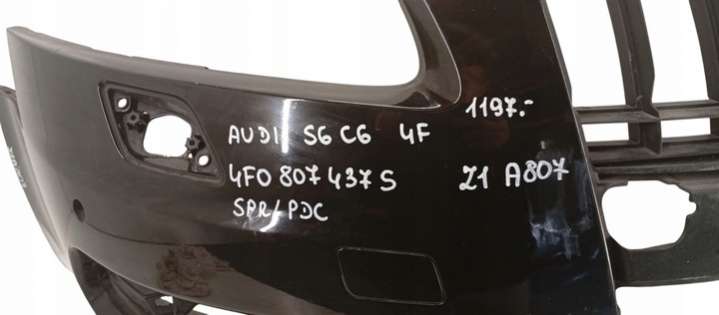 1197.-
AUDI S6 C6 4F
4F0 807 437 S Z1 A807
SPR/PDC